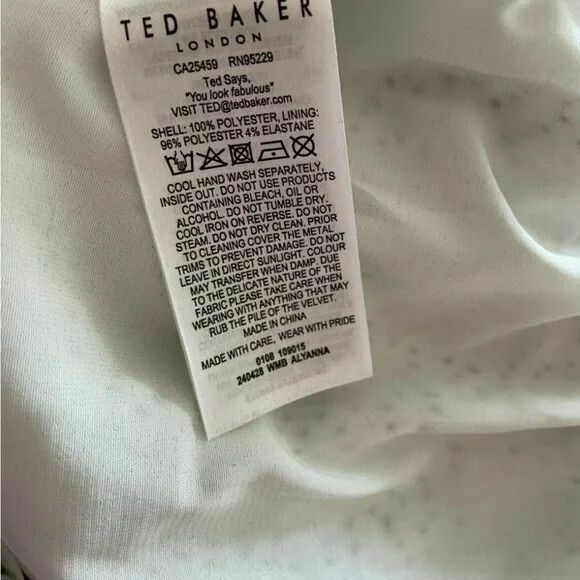 TED BAKER
LONDON
CA25459 RN95229
Ted Says,
"You look fabulous"
VISIT TED@tedbaker.com
SHELL: 100% POLYESTER, LINING:
96% POLYESTER 4% ELASTANE
COOL HAND WASH SEPARATELY,
INSIDE OUT. DO NOT USE PRODUCTS
CONTAINING BLEACH, OIL OR
ALCOHOL. DO NOT TUMBLE DRY.
COOL IRON ON REVERSE. DO NOT
STEAM. DO NOT DRY CLEAN. PRIOR
TO CLEANING COVER THE METAL
TRIMS TO PREVENT DAMAGE. DO NOT
LEAVE IN DIRECT SUNLIGHT. COLOUR
MAY TRANSFER WHEN DAMP. DUE
TO THE DELICATE NATURE OF THE
FABRIC PLEASE TAKE CARE WHEN
WEARING WITH ANYTHING THAT MAY
RUB THE PILE OF THE VELVET.
MADE IN CHINA
MADE WITH CARE, WEAR WITH PRIDE
0108 109015
240428 WMB ALYANNA